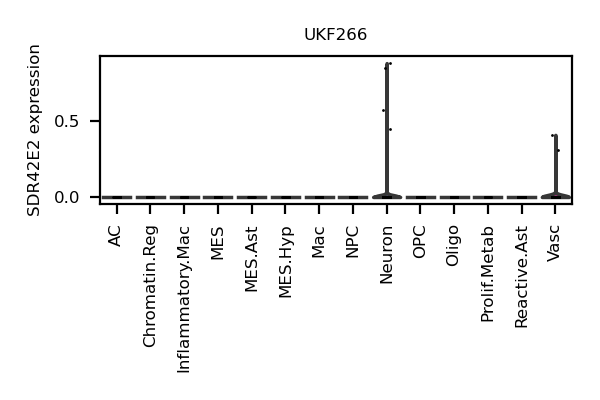 UKF266
SDR42E2 expression
0.5
0.0
AC
Chromatin.Reg
Inflammatory.Mac
MES
MES.Ast
MES.Hyp
Mac
NPC
Neuron
OPC
Oligo
Prolif.Metab
Reactive.Ast
Vasc